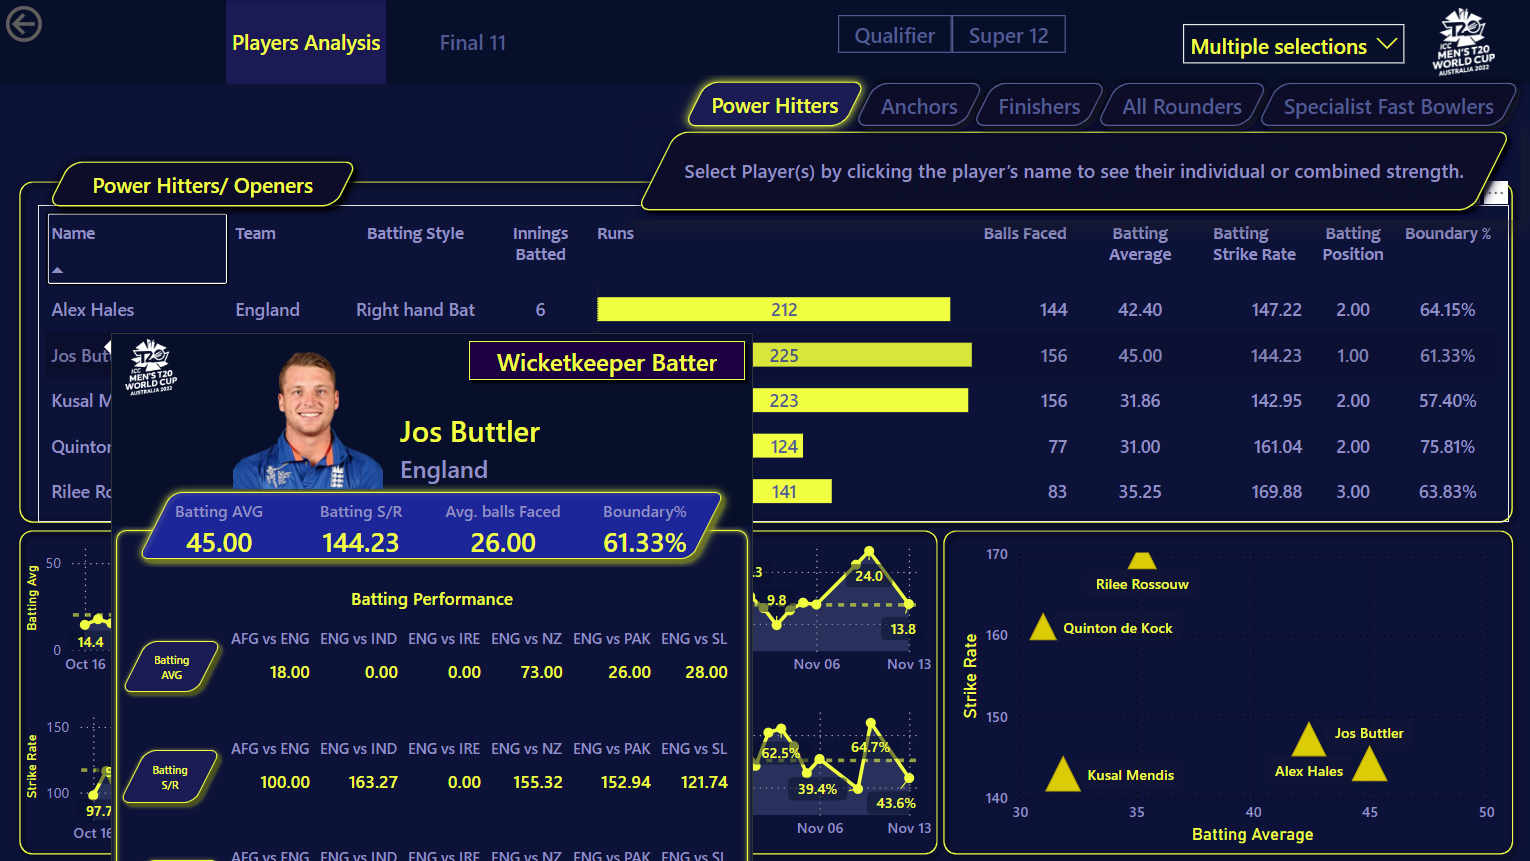 Players Analysis
Final 11
Qualifier
Super 12
Multiple selections
ICC
MEN'S T20
WORLD CUP
AUSTRALIA 2022
Power Hitters
Anchors
Finishers
All Rounders
Specialist Fast Bowlers
Select Player(s) by clicking the player's name to see their individual or combined strength.
Power Hitters/ Openers
Name Team Batting Style Innings Batted Runs Balls Faced Batting Average Batting Strike Rate Batting Position Boundary %
Alex Hales England Right hand Bat 6 212 144 42.40 147.22 2.00 64.15%
Jos But 225 156 45.00 144.23 1.00 61.33%
Kusal M 223 156 31.86 142.95 2.00 57.40%
Quinton 124 77 31.00 161.04 2.00 75.81%
Rilee Ro 141 83 35.25 169.88 3.00 63.83%
T20
ICC
MEN'S T20
WORLD CUP
AUSTRALIA 2022
Wicketkeeper Batter
Jos Buttler
England
Batting AVG Batting S/R Avg. balls Faced Boundary%
45.00 144.23 26.00 61.33%
Batting Performance
AFG vs ENG ENG vs IND ENG vs IRE ENG vs NZ ENG vs PAK ENG vs SL
Batting
AVG
18.00 0.00 0.00 73.00 26.00 28.00
AFG vs ENG ENG vs IND ENG vs IRE ENG vs NZ ENG vs PAK ENG vs SL
Batting
S/R
100.00 163.27 0.00 155.32 152.94 121.74
AFG vs ENG ENG vs IND ENG vs IRE ENG vs NZ ENG vs PAK ENG vs SL
Batting Avg
50
0
14.4
Oct 16
Strike Rate
150
100
97.7
Oct 16
.3
9.8
24.0
13.8
Nov 06
Nov 13
62.5%
39.4%
64.7%
43.6%
Nov 06
Nov 13
Strike Rate
170
160
150
140
Rilee Rossouw
Quinton de Kock
Jos Buttler
Alex Hales
Kusal Mendis
30 35 40 45 50
Batting Average